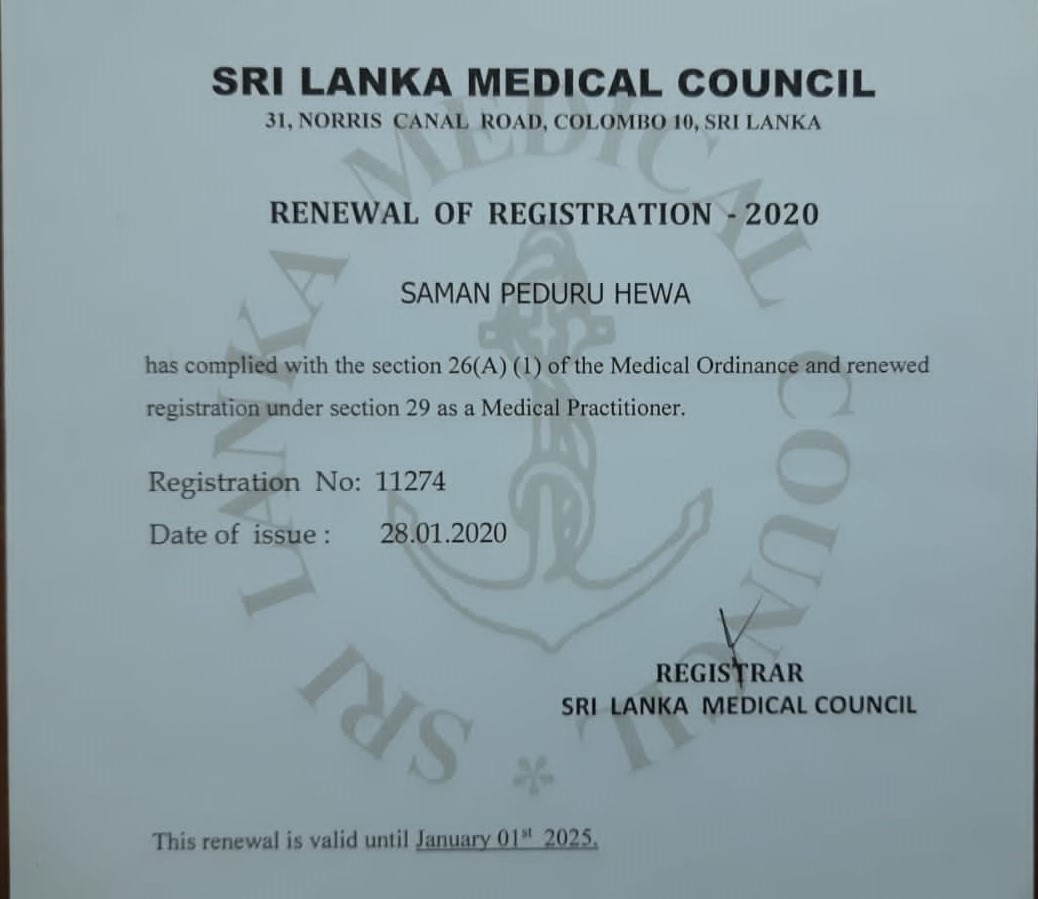 SRI LANKA MEDICAL COUNCIL
31, NORRIS CANAL ROAD, COLOMBO 10, SRI LANKA
RENEWAL OF REGISTRATION - 2020
SAMAN PEDURU HEWA
has complied with the section 26(A) (1) of the Medical Ordinance and renewed
registration under section 29 as a Medical Practitioner.
Registration No: 11274
Date of issue : 28.01.2020
REGISTRAR
SRI LANKA MEDICAL COUNCIL
This renewal is valid until January 01st 2025.
SRI LANKA MEDICAL COUNCIL *